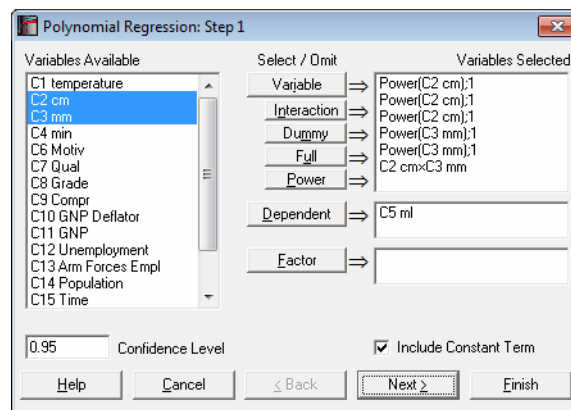 Polynomial Regression: Step 1
Variables Available
Select / Omit
Variables Selected
C1 temperature
C2 cm
C3 mm
C4 min
C6 Motiv
C7 Qual
C8 Grade
C9 Compr
C10 GNP Deflator
C11 GNP
C12 Unemployment
C13 Arm Forces Empl
C14 Population
C15 Time
Variable
Interaction
Dummy
Full
Power
Power(C2 cm);1
Power(C2 cm);1
Power(C2 cm);1
Power(C3 mm);1
Power(C3 mm);1
C2 cm×C3 mm
Dependent
C5 ml
Factor
0.95 Confidence Level
Include Constant Term
Help
Cancel
< Back
Next >
Finish